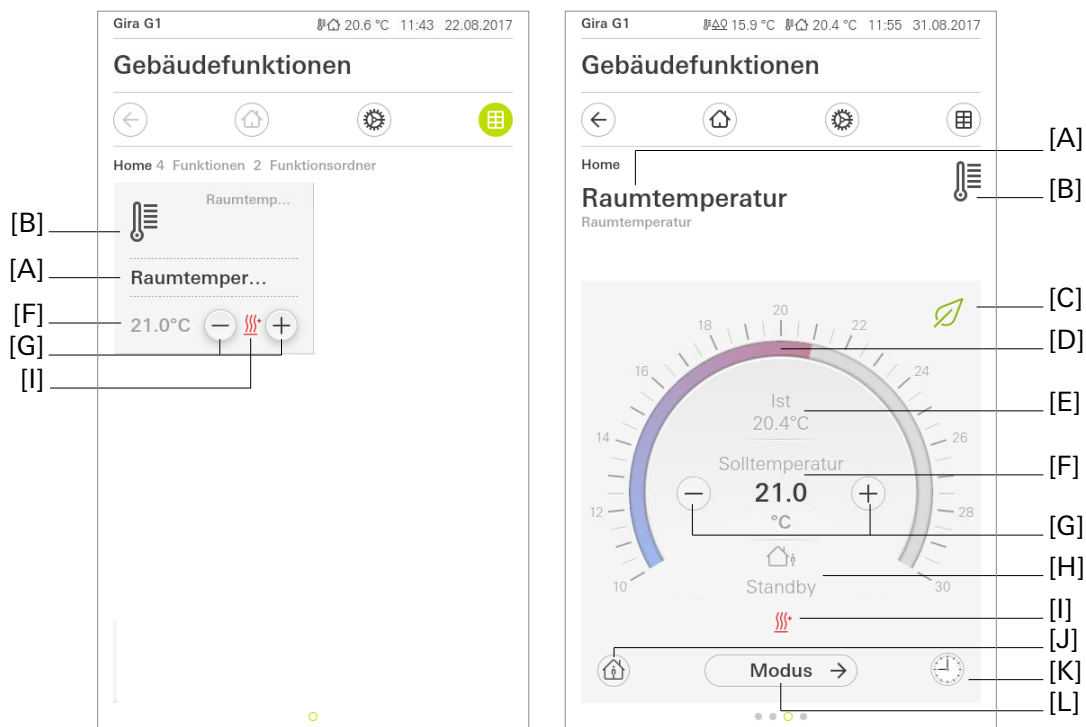 Gira G1 20.6 °C 11:43 22.08.2017
Gebäudefunktionen
Home 4 Funktionen 2 Funktionsordner
Raumtemp...
[B]
[A]
Raumtemper...
[F]
21.0°C
[G]
[I]
Gira G1 15.9 °C 20.4 °C 11:55 31.08.2017
Gebäudefunktionen
[A]
Home
[B]
Raumtemperatur
Raumtemperatur
[C]
20
18 22
[D]
16 24
Ist
[E]
20.4°C
14 26
Solltemperatur
[F]
21.0
12 28
°C
[G]
[H]
10 Standby 30
[I]
[J]
Modus
[K]
[L]